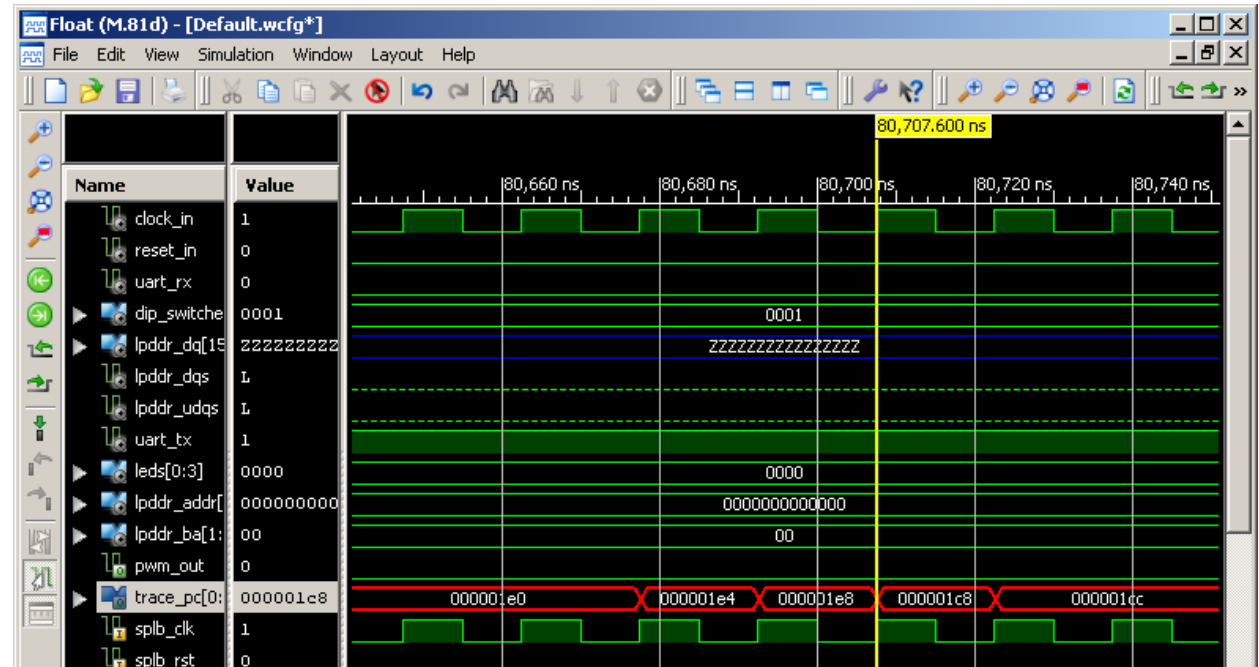 Float (M.81d) - [Default.wcfg*]
File Edit View Simulation Window Layout Help
80,707.600 ns
Name Value 80,660 ns 80,680 ns 80,700 ns 80,720 ns 80,740 ns
clock_in 1
reset_in 0
uart_rx 0
dip_switche 0001 0001
lpddr_dq[15 ZZZZZZZZZ ZZZZZZZZZZZZZZZZ
lpddr_dqs L
lpddr_udqs L
uart_tx 1
leds[0:3] 0000 0000
lpddr_addr[ 000000000 0000000000000
lpddr_ba[1: 00 00
pwm_out 0
trace_pc[0: 000001c8 000001e0 000001e4 000001e8 000001c8 000001cc
splb_clk 1
splb_rst 0